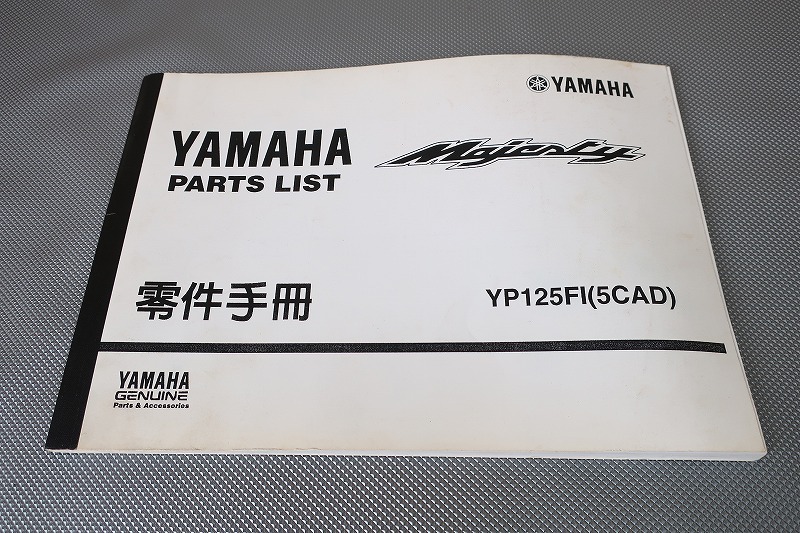 YAMAHA
YAMAHA
PARTS LIST
Majesty
零件手冊
YP125FI(5CAD)
YAMAHA
GENUINE
Parts & Accessories